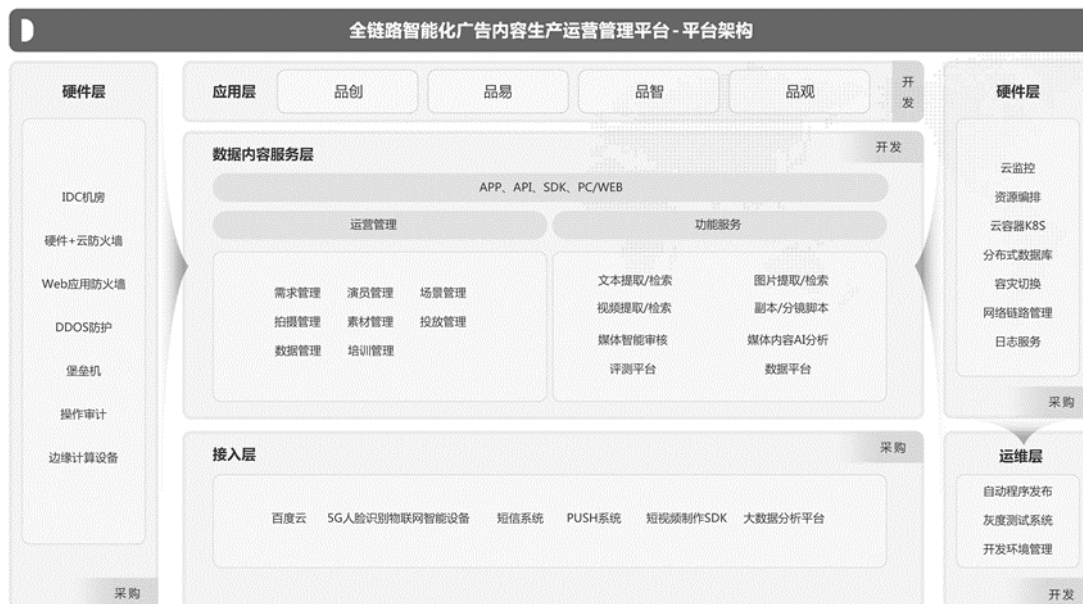 全链路智能化广告内容生产运营管理平台-平台架构
硬件层
IDC机房
硬件+云防火墙
Web应用防火墙
DDOS防护
堡垒机
操作审计
边缘计算设备
采购
应用层
品创
品易
品智
品观
开发
数据内容服务层
开发
APP、API、SDK、PC/WEB
运营管理
功能服务
需求管理 演员管理 场景管理
拍摄管理 素材管理 投放管理
数据管理 培训管理
文本提取/检索 图片提取/检索
视频提取/检索 副本/分镜脚本
媒体智能审核 媒体内容AI分析
评测平台 数据平台
接入层
采购
百度云 5G人脸识别物联网智能设备 短信系统 PUSH系统 短视频制作SDK 大数据分析平台
硬件层
云监控
资源编排
云容器K8S
分布式数据库
容灾切换
网络链路管理
日志服务
采购
运维层
自动程序发布
灰度测试系统
开发环境管理
开发